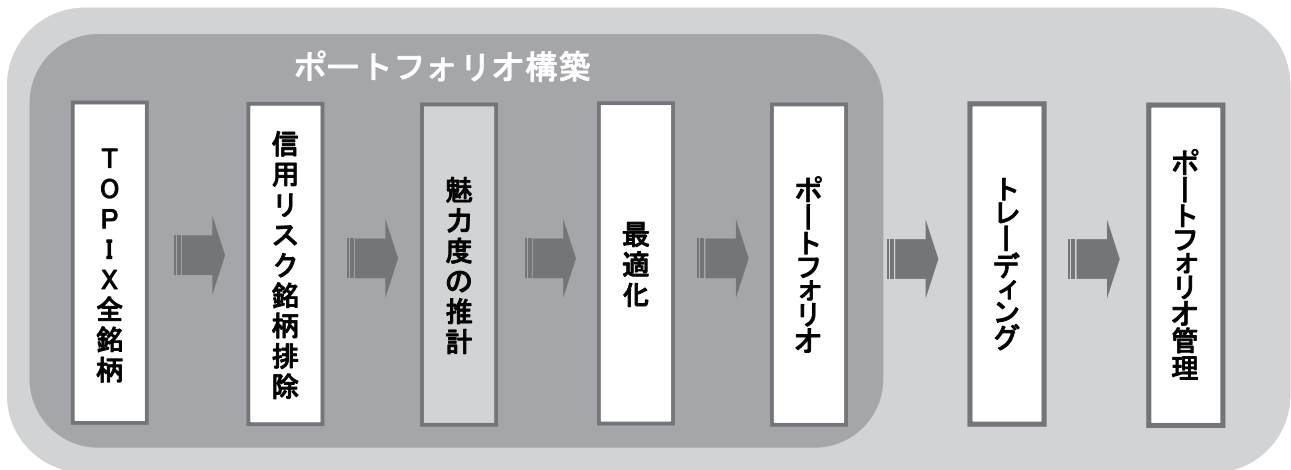 ポートフォリオ構築
TOPIX全銘柄
信用リスク銘柄排除
魅力度の推計
最適化
ポートフォリオ
トレーディング
ポートフォリオ管理